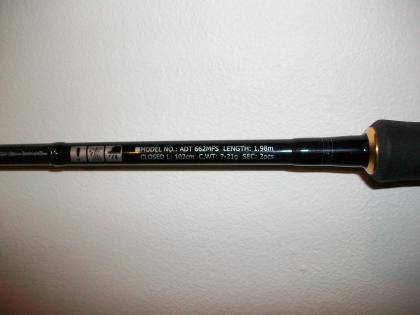 MODEL NO.: ADT 662MFS LENGTH: 1.98m
CLOSED L: 102cm C.WT: 7-21g SEC: 2pcs